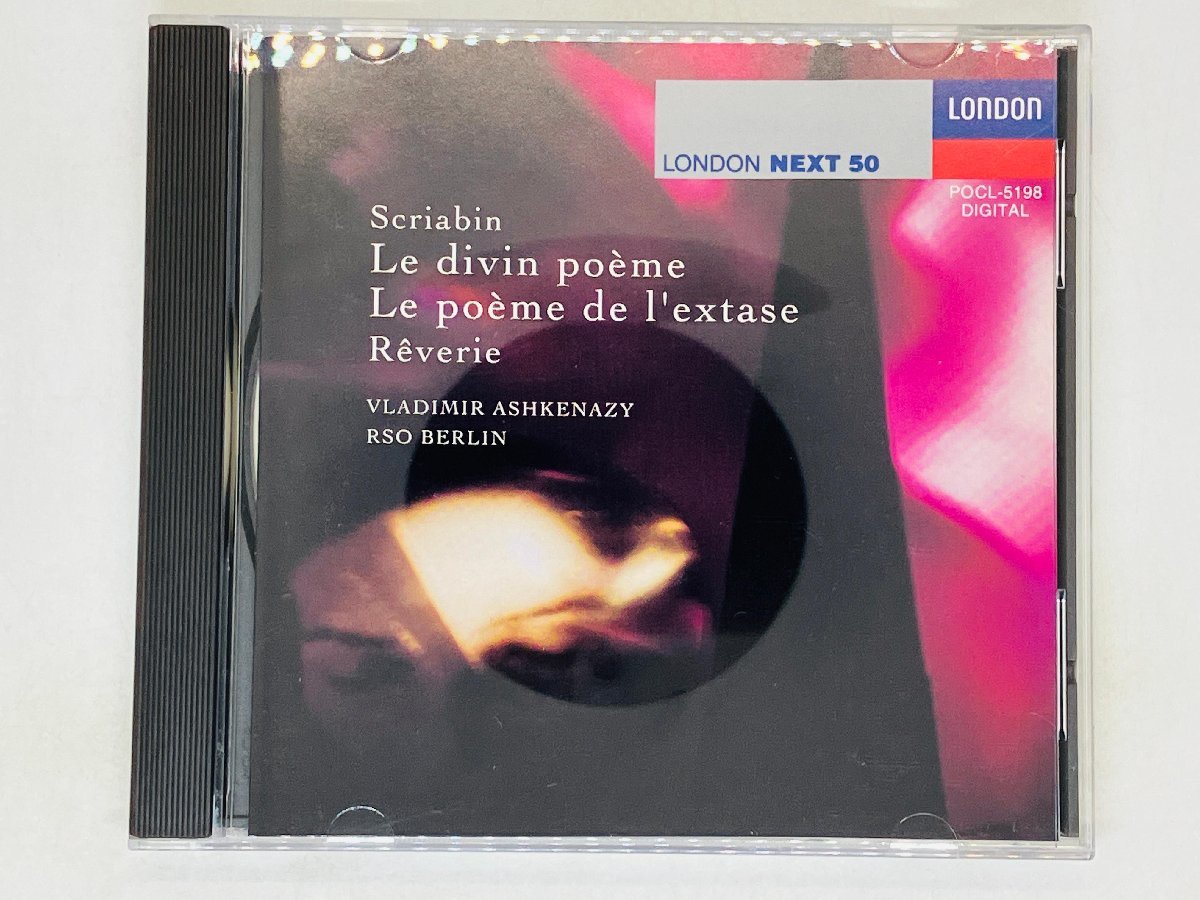 LONDON
LONDON NEXT 50
POCL-5198
DIGITAL
Scriabin
Le divin poème
Le poème de l'extase
Rêverie
VLADIMIR ASHKENAZY
RSO BERLIN